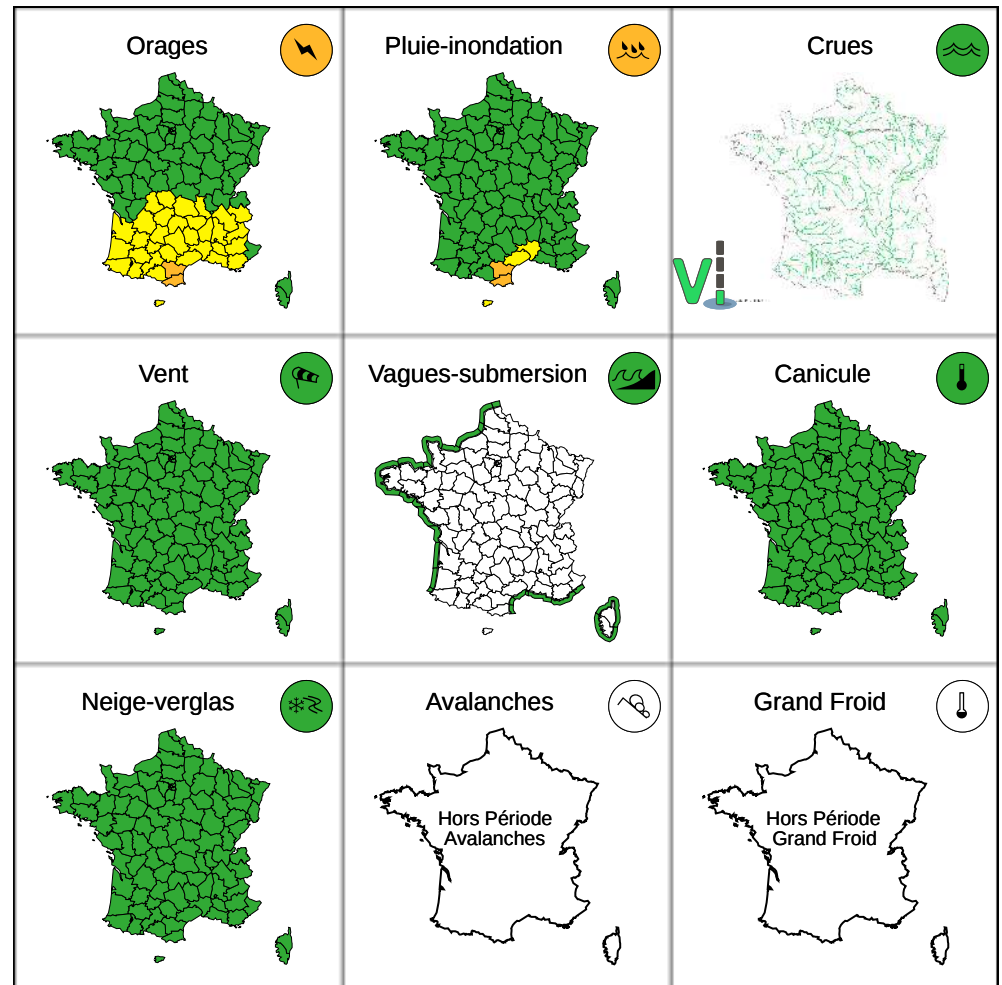 Orages
Pluie-inondation
Crues
Vi
Vent
Vagues-submersion
Canicule
Neige-verglas
Avalanches
Grand Froid
Hors Période
Avalanches
Hors Période
Grand Froid